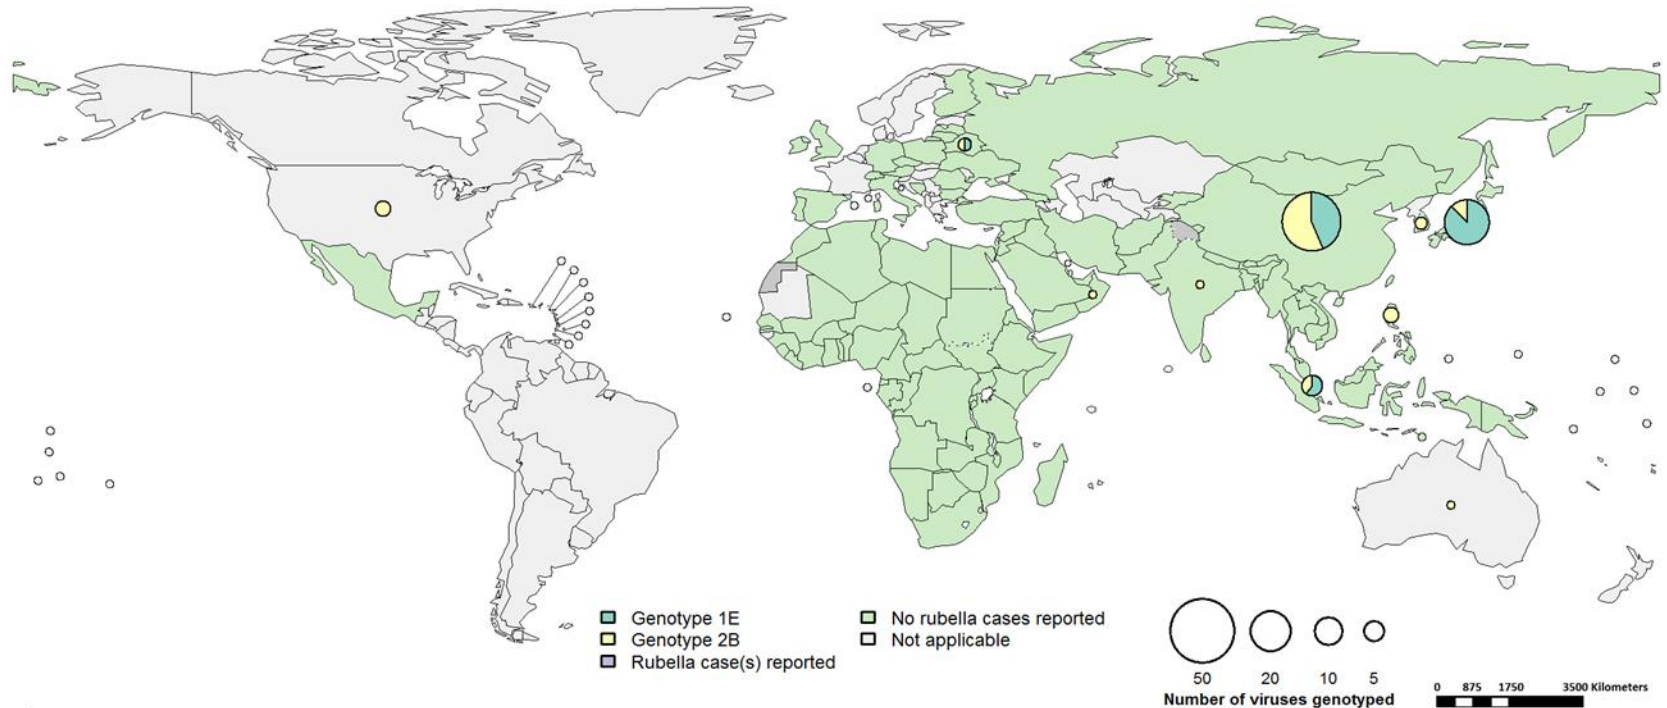 Genotype 1E
Genotype 2B
Rubella case(s) reported
No rubella cases reported
Not applicable
50 20 10 5
Number of viruses genotyped
0 875 1750 3500 Kilometers